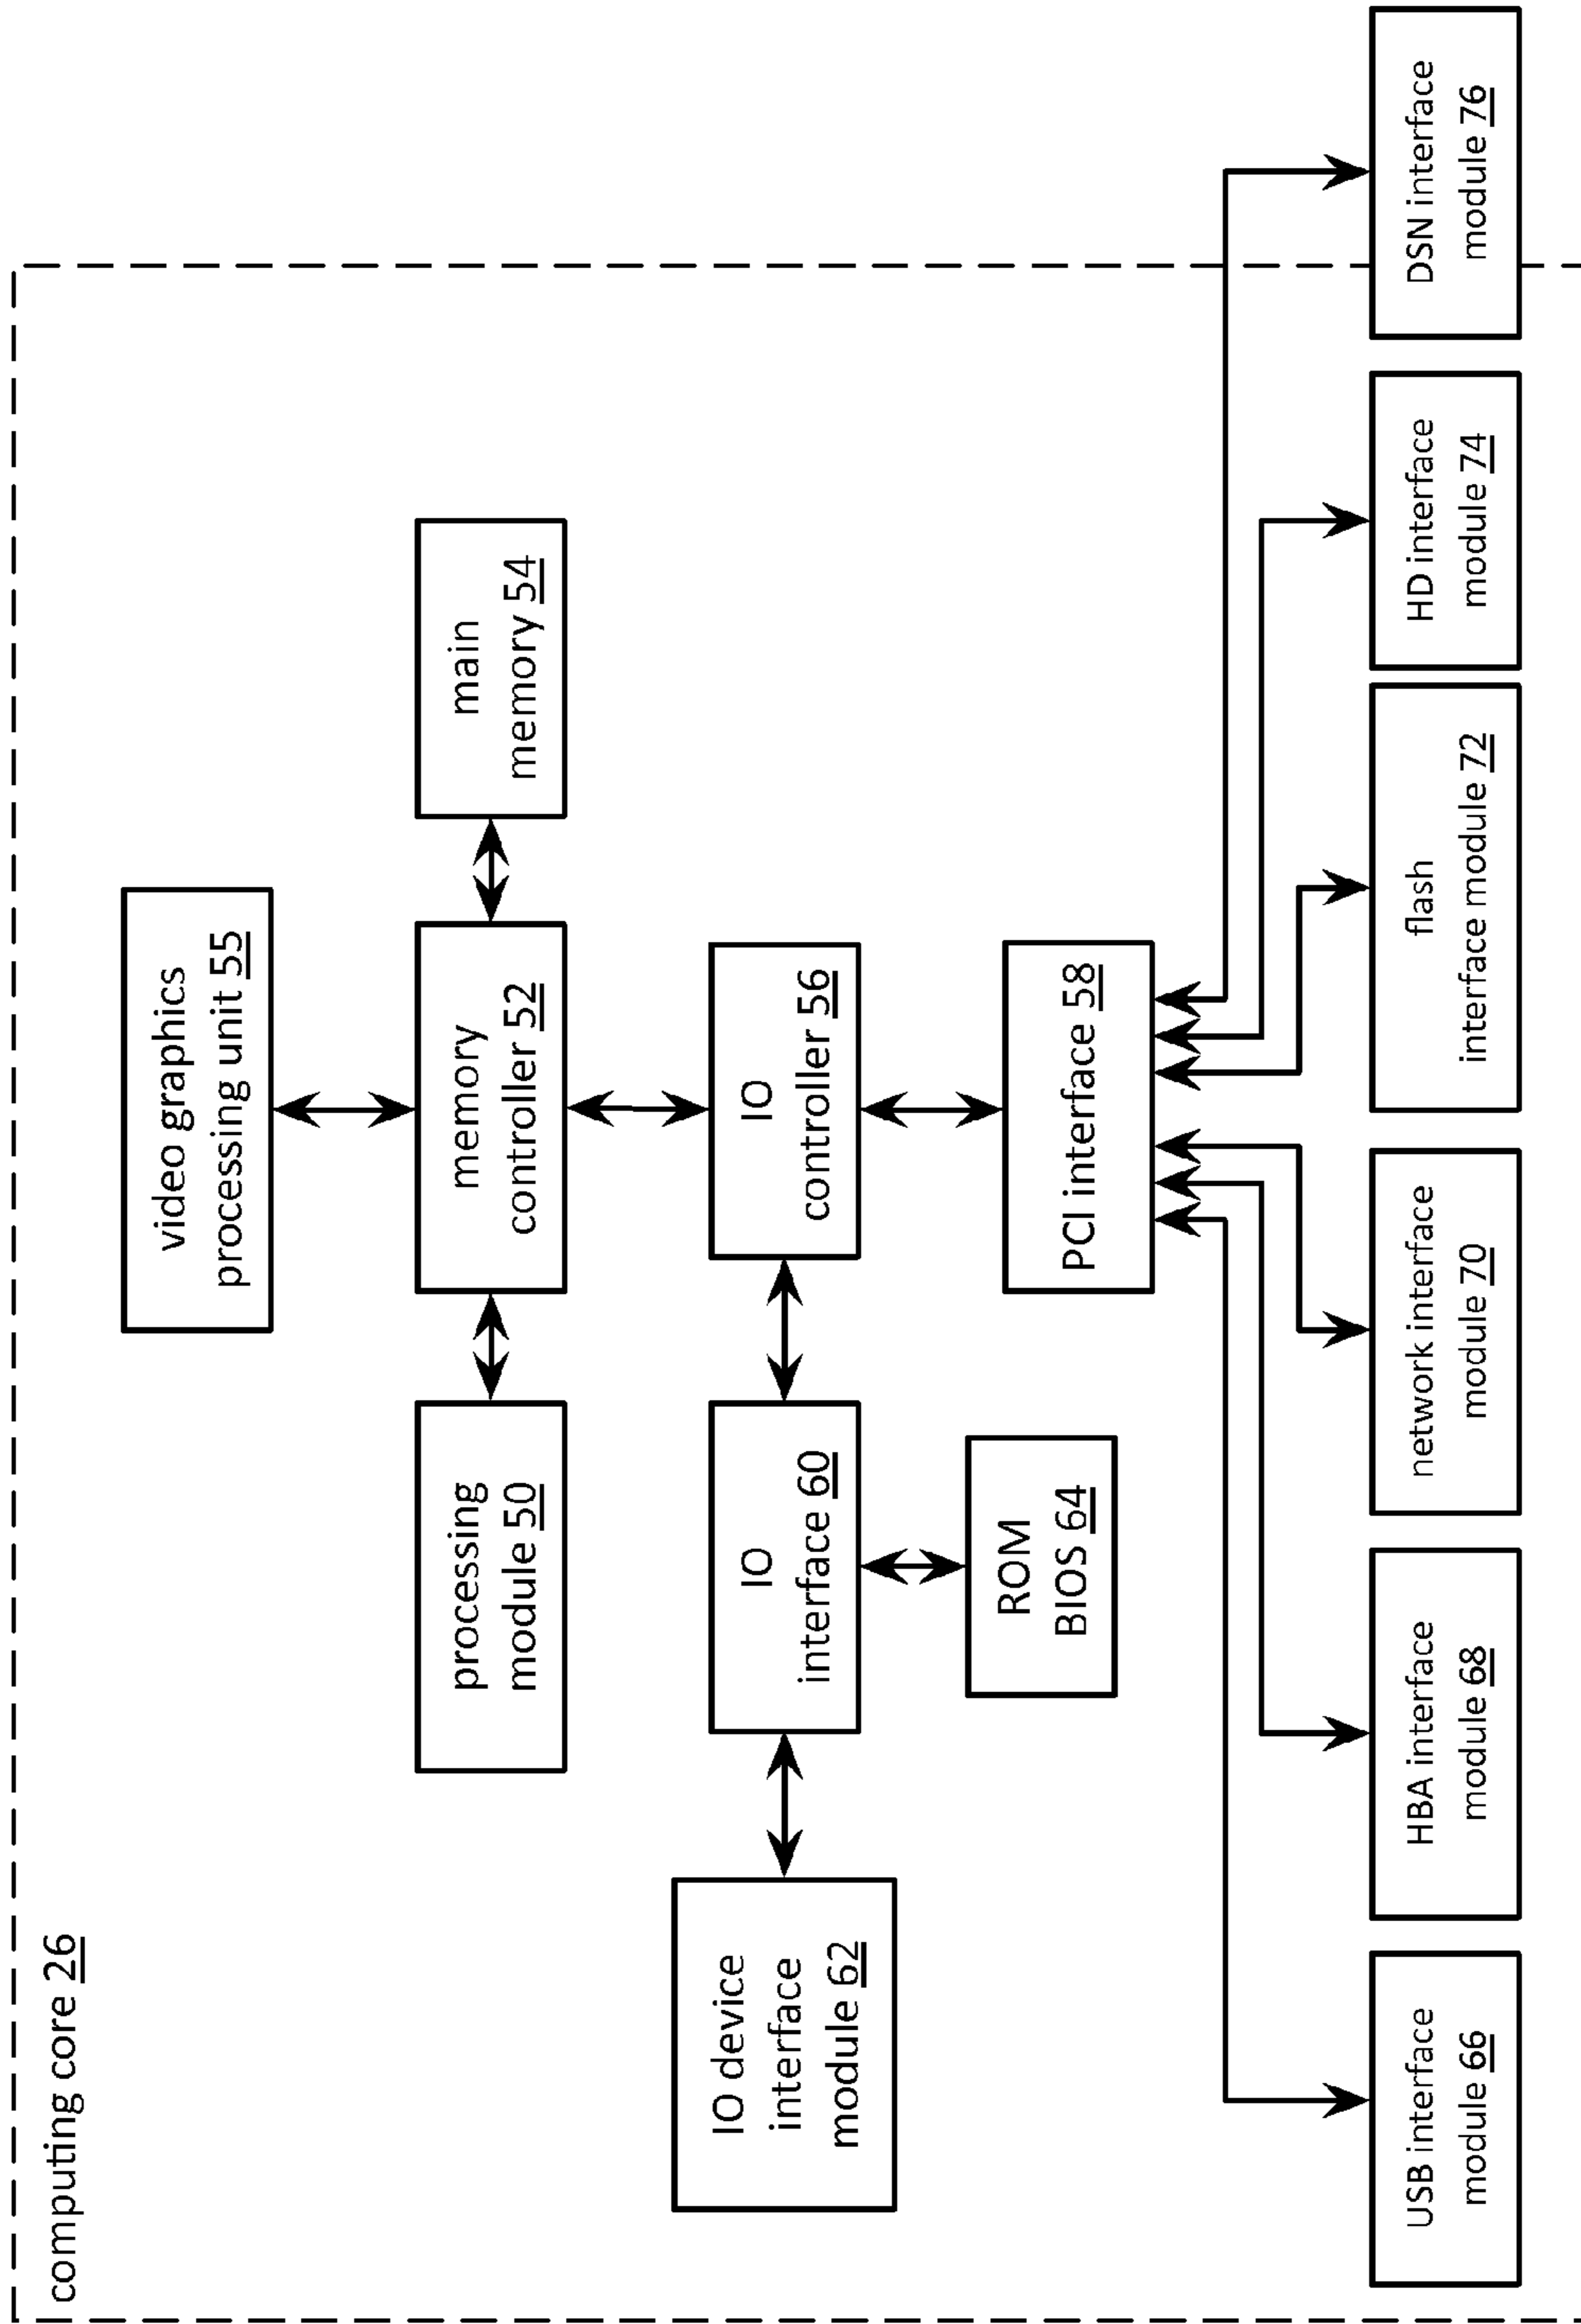 computing core 26
video graphics
processing unit 55
processing
module 50
memory
controller 52
main
memory 54
IO device
interface
module 62
IO
interface 60
IO
controller 56
ROM
BIOS 64
PCI interface 58
USB interface
module 66
HBA interface
module 68
network interface
module 70
flash
interface module 72
HD interface
module 74
DSN interface
module 76